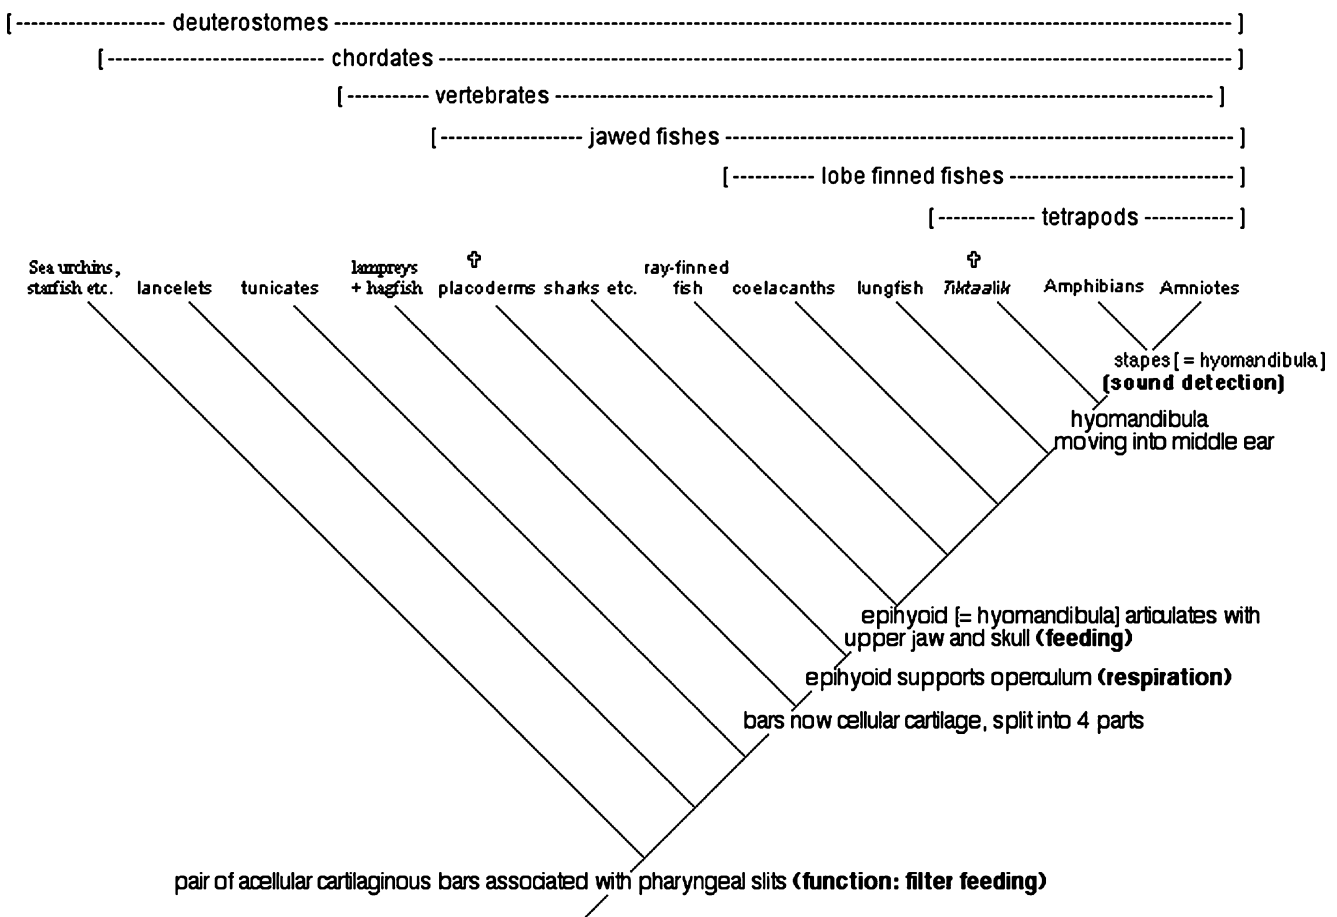 [ ---------------- deuterostomes ---------------- ]
[ ---------------- chordates ---------------- ]
[ ----------- vertebrates ---------------- ]
[ ---------------- jawed fishes ---------------- ]
[ ----------- lobe finned fishes ---------------- ]
[ ------------- tetrapods ------------ ]
Sea urchins,
starfish etc.
lancelets
tunicates
lampreys
+ hagfish
✞
placoderms
sharks etc.
ray-finned
fish
coelacanths
lungfish
✞
Tiktaalik
Amphibians
Amniotes
stapes [ = hyomandibula ]
(sound detection)
hyomandibula
moving into middle ear
epihyoid [= hyomandibula] articulates with
upper jaw and skull (feeding)
epihyoid supports operculum (respiration)
bars now cellular cartilage, split into 4 parts
pair of acellular cartilaginous bars associated with pharyngeal slits (function: filter feeding)